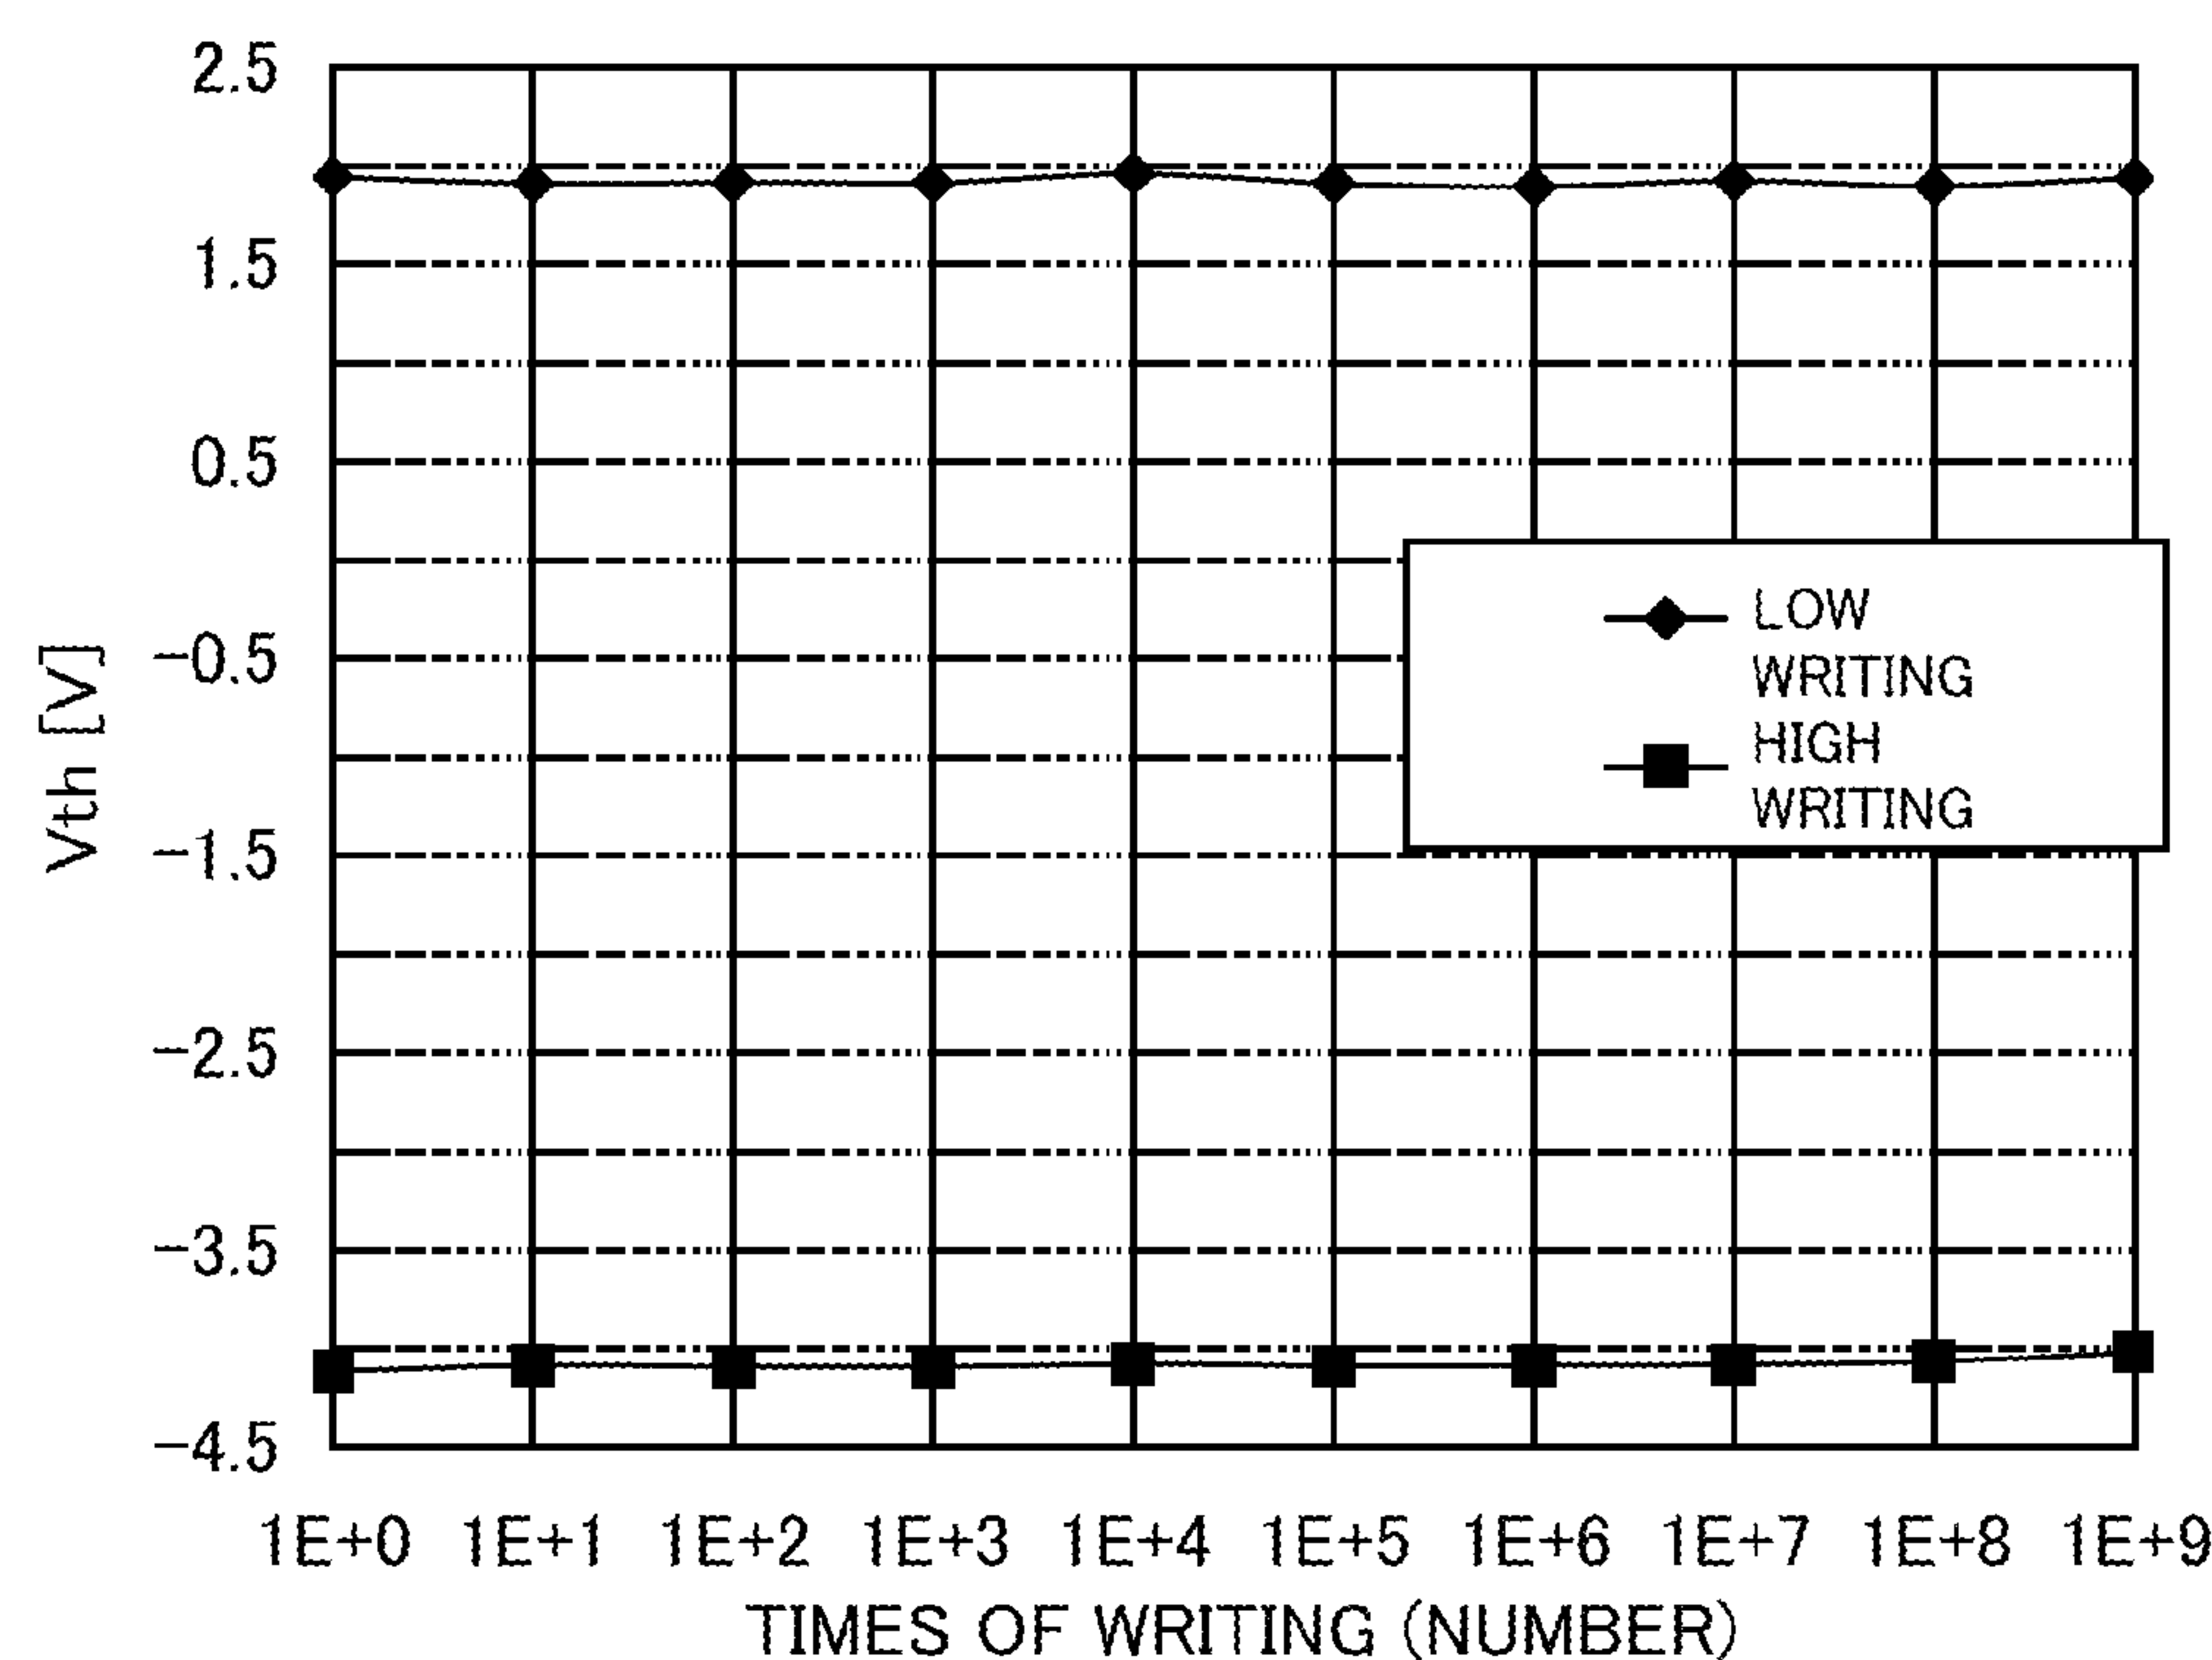 2.5
1.5
0.5
-0.5
-1.5
-2.5
-3.5
-4.5
Vth [V]
LOW
WRITING
HIGH
WRITING
1E+0 1E+1 1E+2 1E+3 1E+4 1E+5 1E+6 1E+7 1E+8 1E+9
TIMES OF WRITING (NUMBER)